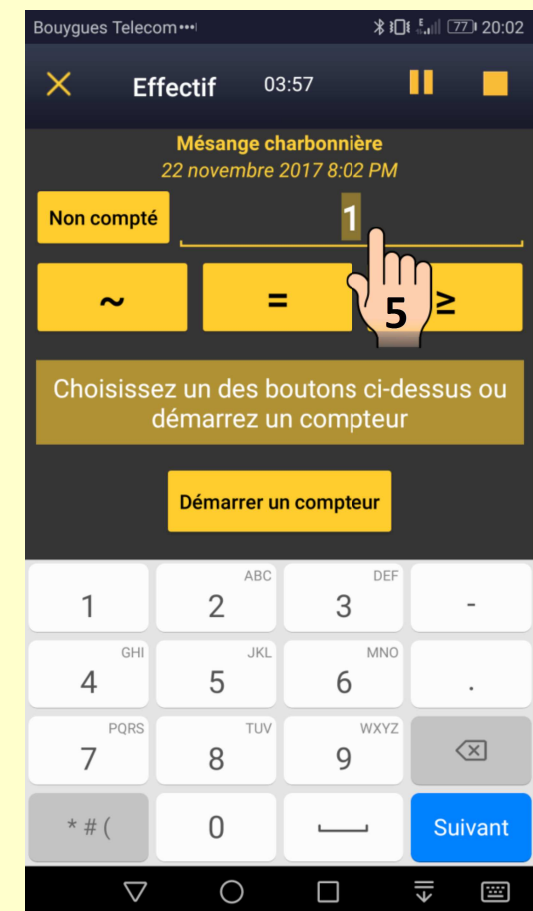 Bouygues Telecom 77 20:02
Effectif 03:57
Mésange charbonnière
22 novembre 2017 8:02 PM
Non compté 1
~ = ≥
5
Choisissez un des boutons ci-dessus ou
démarrez un compteur
Démarrer un compteur
1 2 ABC 3 DEF -
4 GHI 5 JKL 6 MNO .
7 PQRS 8 TUV 9 WXYZ
* # ( 0 Suivant